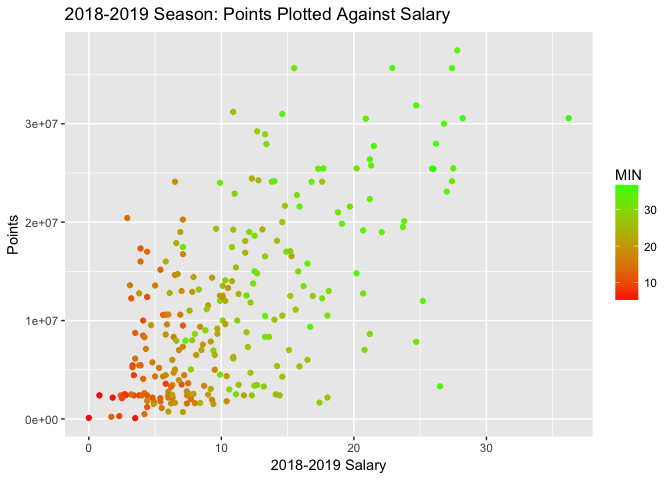 2018-2019 Season: Points Plotted Against Salary
3e+07
2e+07
1e+07
0e+00
Points
0 10 20 30
2018-2019 Salary
MIN
30
20
10